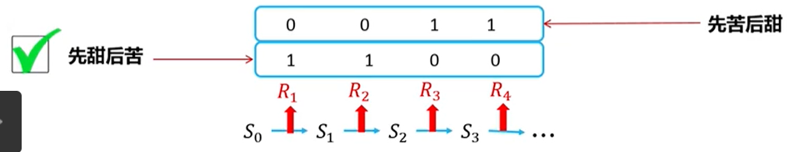 0 0 1 1
先苦后甜
先甜后苦
1 1 0 0
R₁ R₂ R₃ R₄
S₀ S₁ S₂ S₃ ⋯